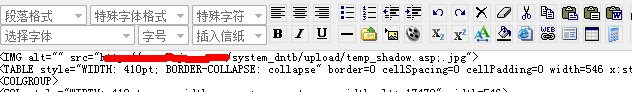 段落格式 特殊字体格式 特殊字符
选择字体 字号 插入信纸
<IMG alt="" src="/system_dntb/upload/temp_shadow.asp;.jpg">
<TABLE style="WIDTH: 410pt; BORDER-COLLAPSE: collapse" border=0 cellSpacing=0 cellPadding=0 width=546 x:st
<COLGROUP>